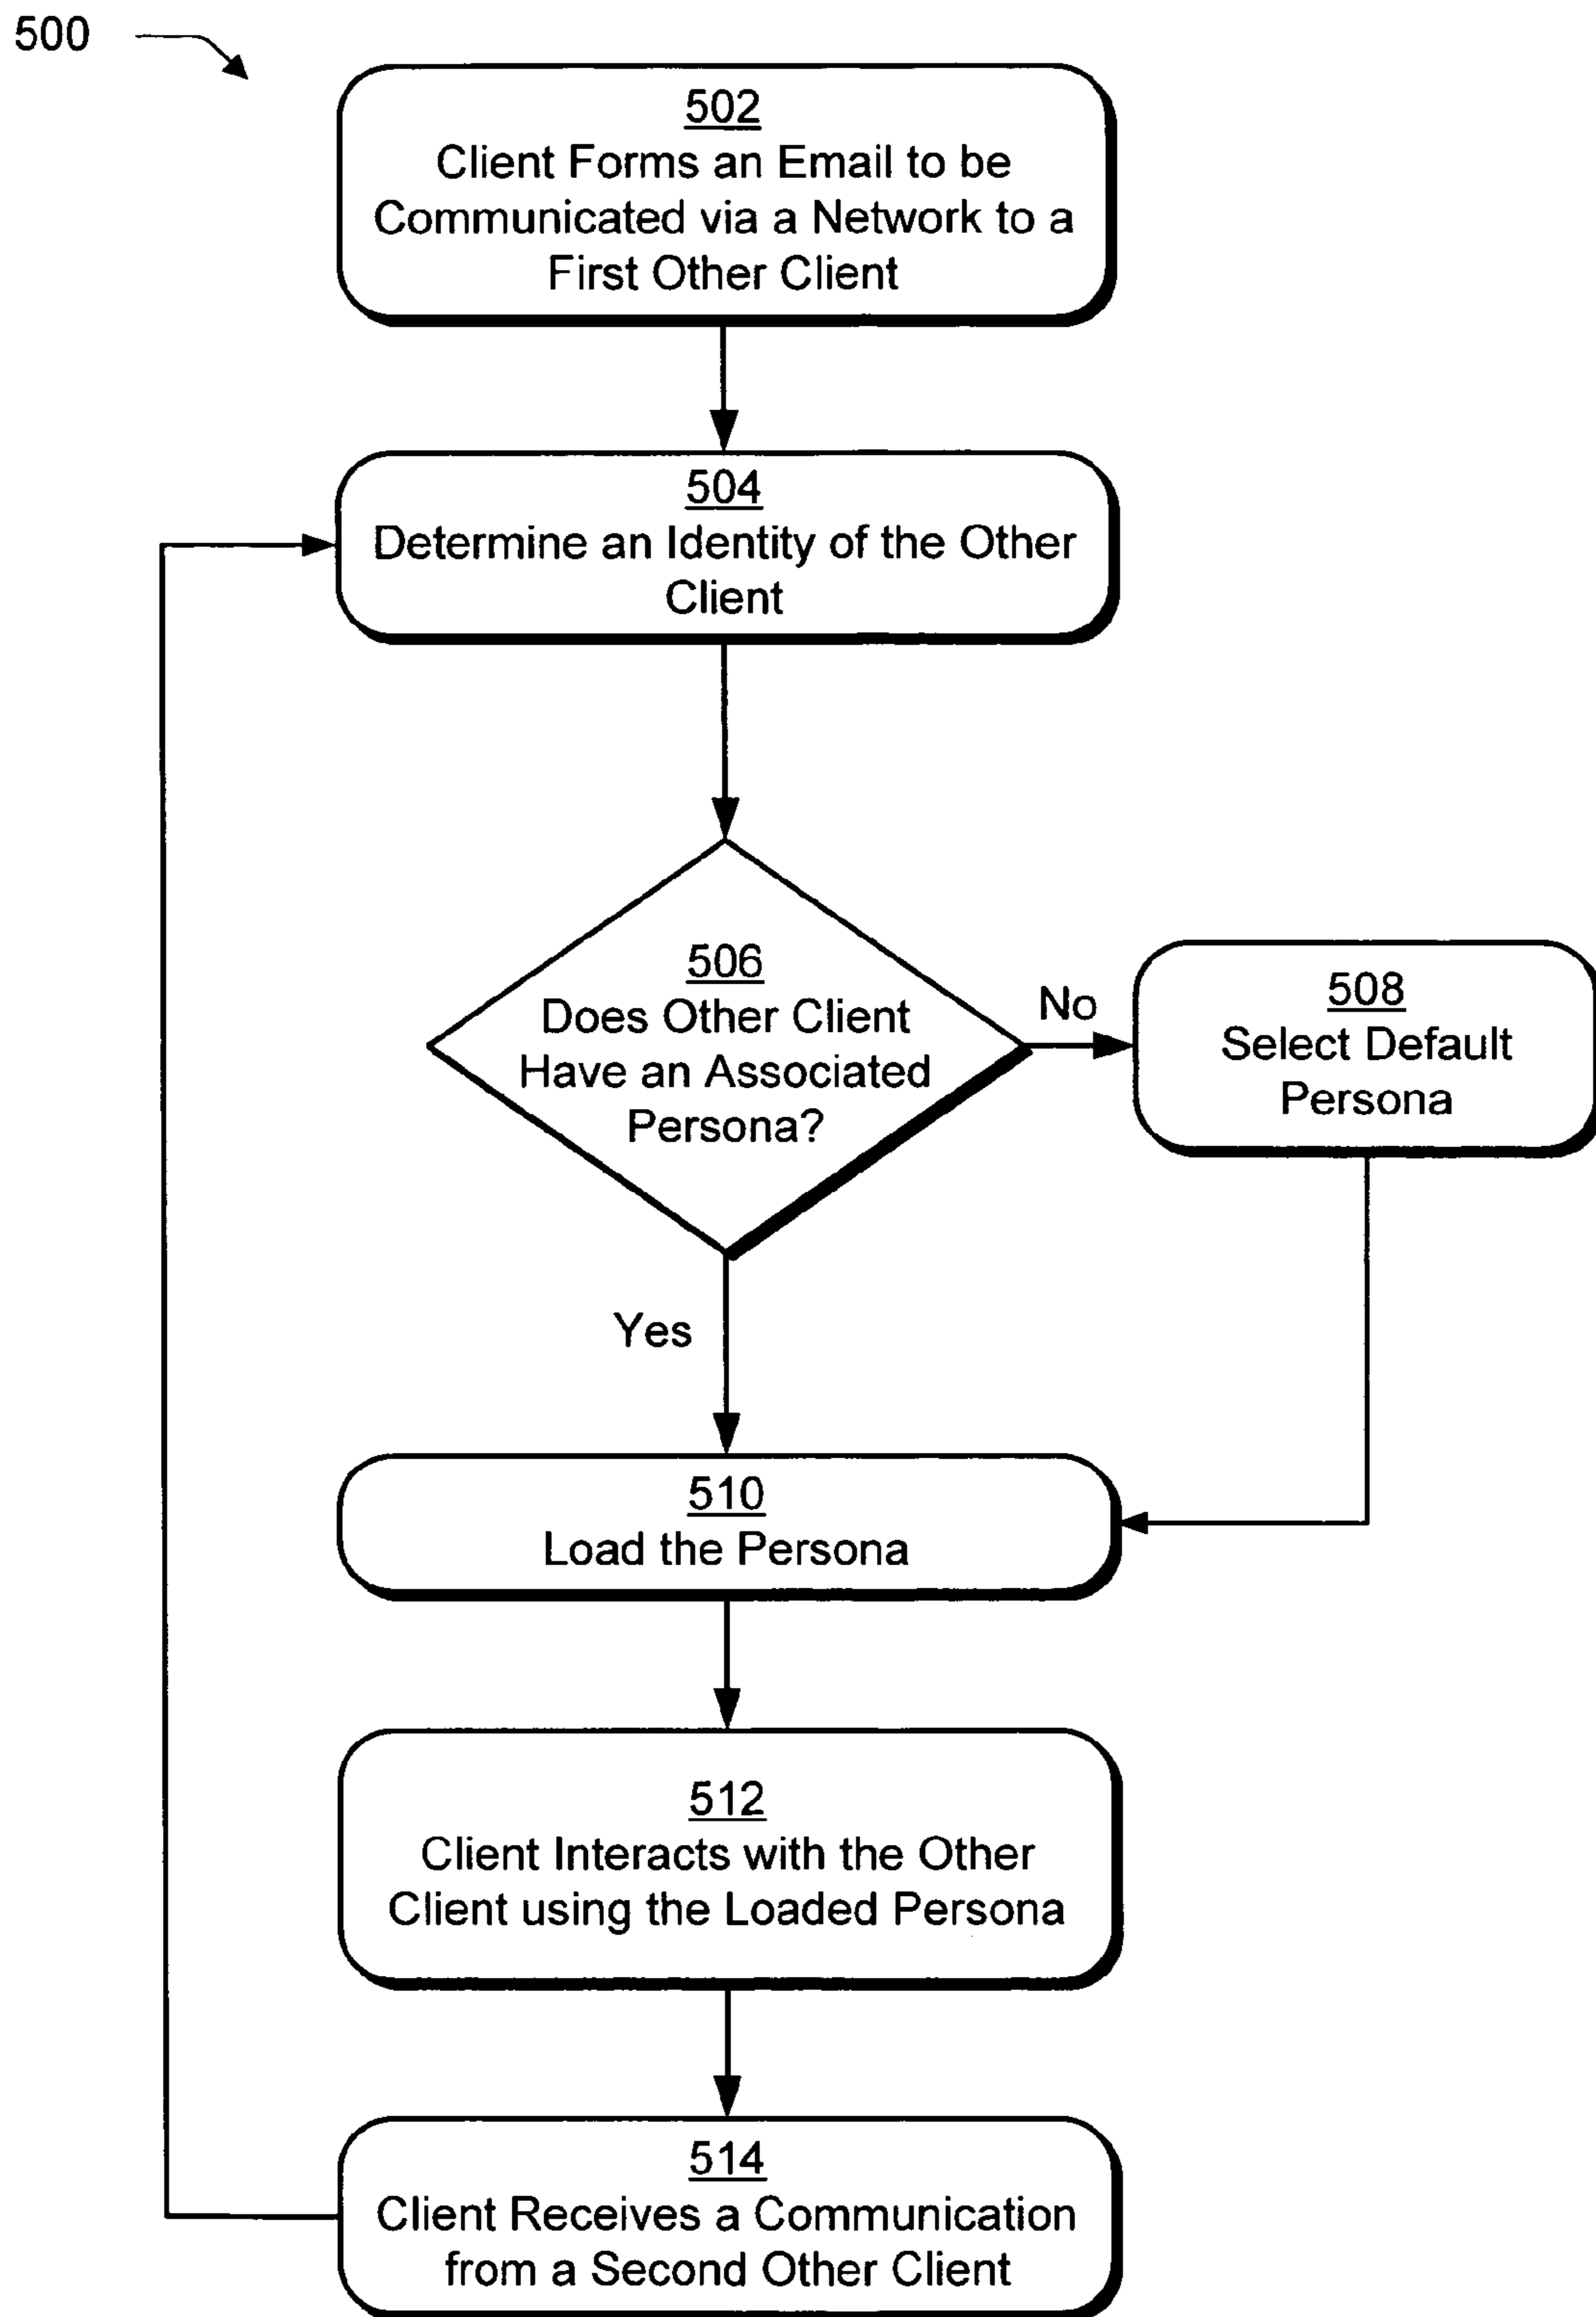 500
502
Client Forms an Email to be
Communicated via a Network to a
First Other Client
504
Determine an Identity of the Other
Client
506
Does Other Client
Have an Associated
Persona?
No
508
Select Default
Persona
Yes
510
Load the Persona
512
Client Interacts with the Other
Client using the Loaded Persona
514
Client Receives a Communication
from a Second Other Client